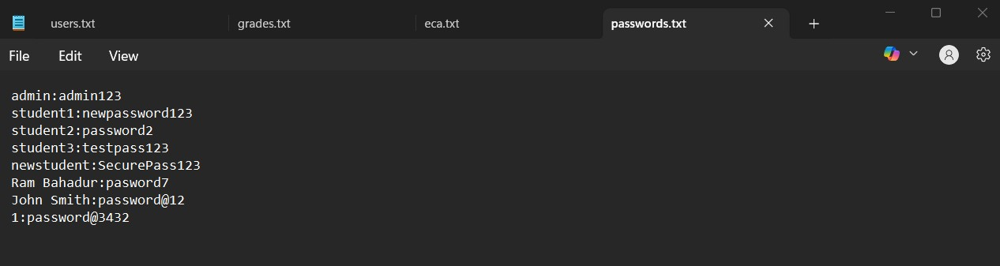 users.txt grades.txt eca.txt passwords.txt
File Edit View
admin:admin123
student1:newpassword123
student2:password2
student3:testpass123
newstudent:SecurePass123
Ram Bahadur:pasword7
John Smith:password@12
1:password@3432